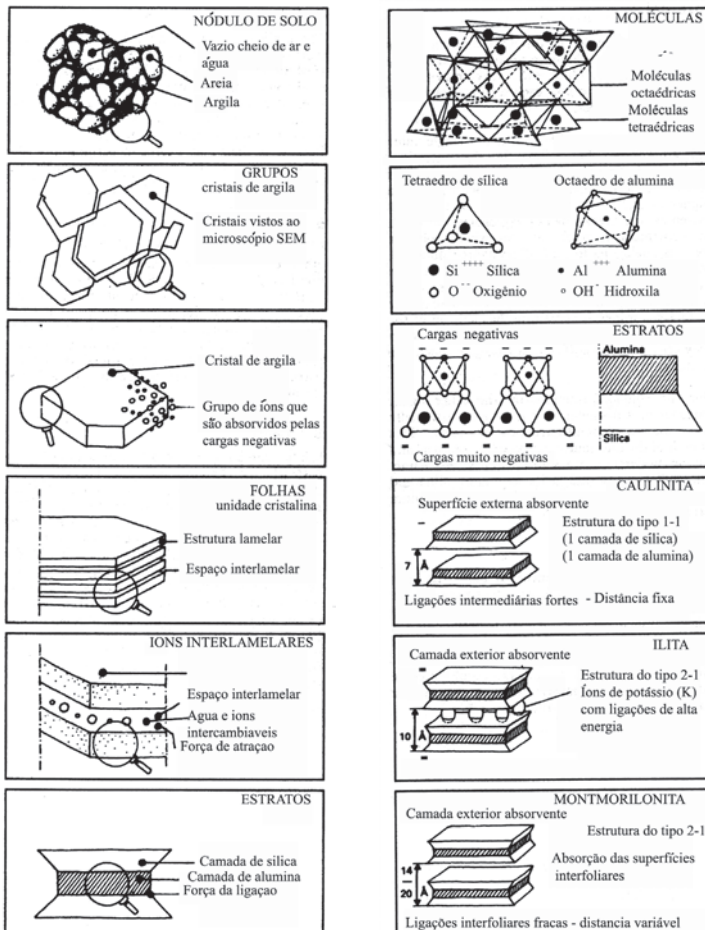 NÓDULO DE SOLO
Vazio cheio de ar e
água
Areia
Argila
GRUPOS
cristais de argila
Cristais vistos ao
microscópio SEM
Cristal de argila
Grupo de íons que
são absorvidos pelas
cargas negativas
FOLHAS
unidade cristalina
Estrutura lamelar
Espaço interlamelar
IONS INTERLAMELARES
Espaço interlamelar
Agua e ions
intercambiaveis
Força de atraçao
ESTRATOS
Camada de silica
Camada de alumina
Força da ligaçao
MOLÉCULAS
Moléculas
octaédricas
Moléculas
tetraédricas
Tetraedro de sílica
Octaedro de alumina
Si ++++ Sílica
Al +++ Alumina
O -- Oxigênio
OH - Hidroxila
Cargas negativas
ESTRATOS
Alumina
Sílica
Cargas muito negativas
CAULINITA
Superfície externa absorvente
Estrutura do tipo 1-1
(1 camada de sílica)
(1 camada de alumina)
7 Å
Ligações intermediárias fortes - Distância fixa
ILITA
Camada exterior absorvente
Estrutura do tipo 2-1
Íons de potássio (K)
com ligações de alta
energia
10 Å
MONTMORILONITA
Camada exterior absorvente
Estrutura do tipo 2-1
Absorção das superfícies
interfoliares
14
20 Å
Ligações interfoliares fracas - distancia variável